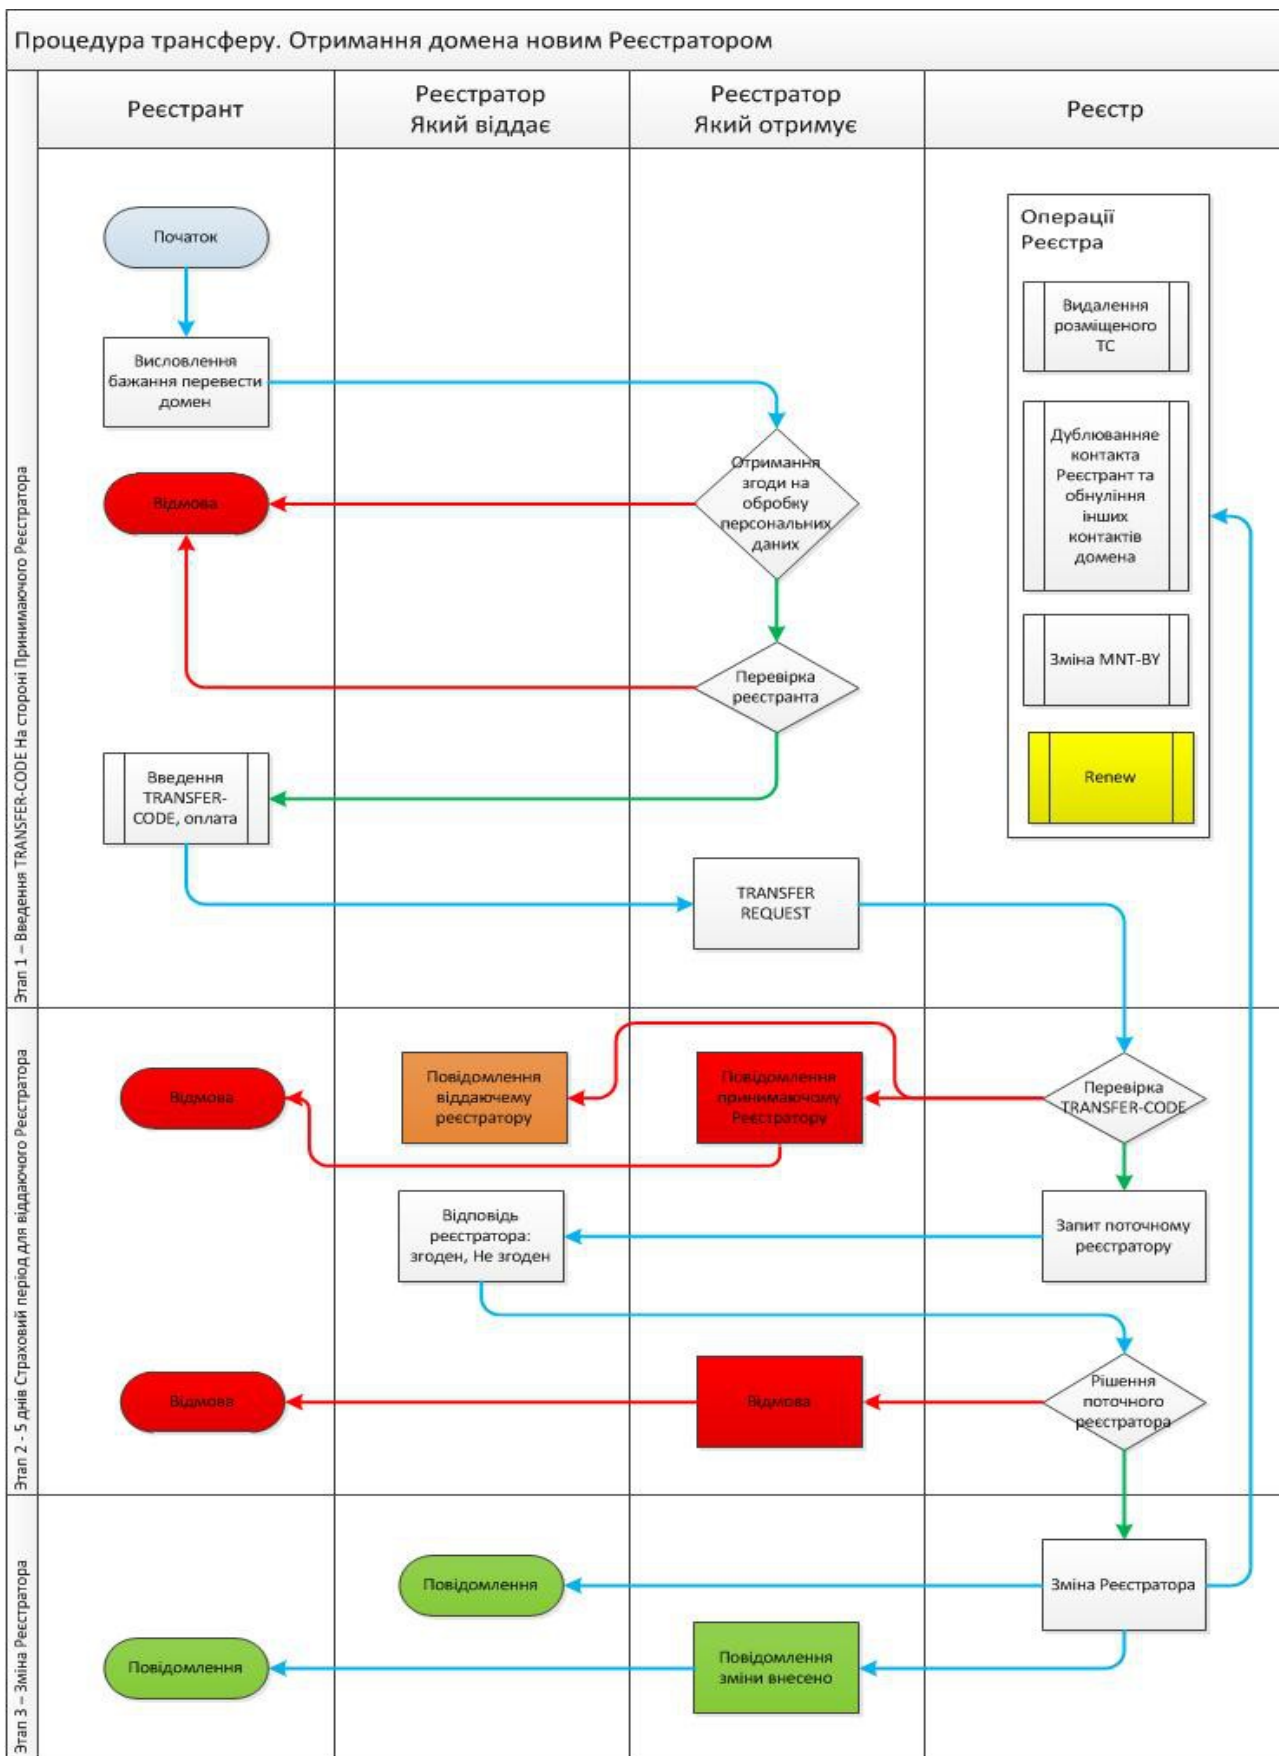 Процедура трансферу. Отримання домена новим Реєстратором
Реєстрант
Реєстратор
Який віддає
Реєстратор
Який отримує
Реєстр
Этап 1 – Введення TRANSFER-CODE На стороні Принимаючого Реєстратора
Початок
Висловлення
бажання перевести
домен
Отримання
згоди на
обробку
персональних
даних
Відмова
Перевірка
реєстранта
Введення
TRANSFER-
CODE, оплата
TRANSFER
REQUEST
Операції
Реєстра
Видалення
розміщеного
ТС
Дублюванняе
контакта
Реєстрант та
обнуління
інших
контактів
домена
Зміна MNT-BY
Renew
Этап 2 - 5 днів Страховий період для віддаючого Реєстратора
Відмова
Повідомлення
віддаючему
реєстратору
Повідомлення
принимаючому
Реєстратору
Перевірка
TRANSFER-CODE
Відповідь
реєстратора:
згоден, Не згоден
Запит поточному
реєстратору
Відмова
Відмова
Рішення
поточного
реєстратора
Этап 3 – Зміна Реєстратора
Повідомлення
Зміна Реєстратора
Повідомлення
Повідомлення
зміни внесено